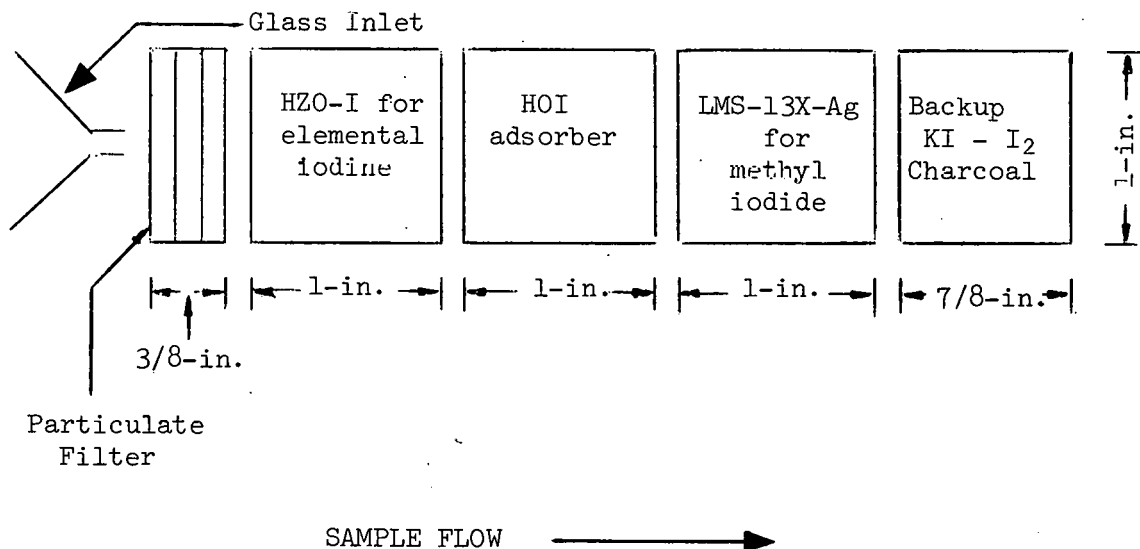 Glass Inlet
HZO-I for
elemental
iodine
HOI
adsorber
LMS-13X-Ag
for
methyl
iodide
Backup
KI - I₂
Charcoal
1-in.
1-in.
1-in.
1-in.
7/8-in.
3/8-in.
Particulate
Filter
SAMPLE FLOW